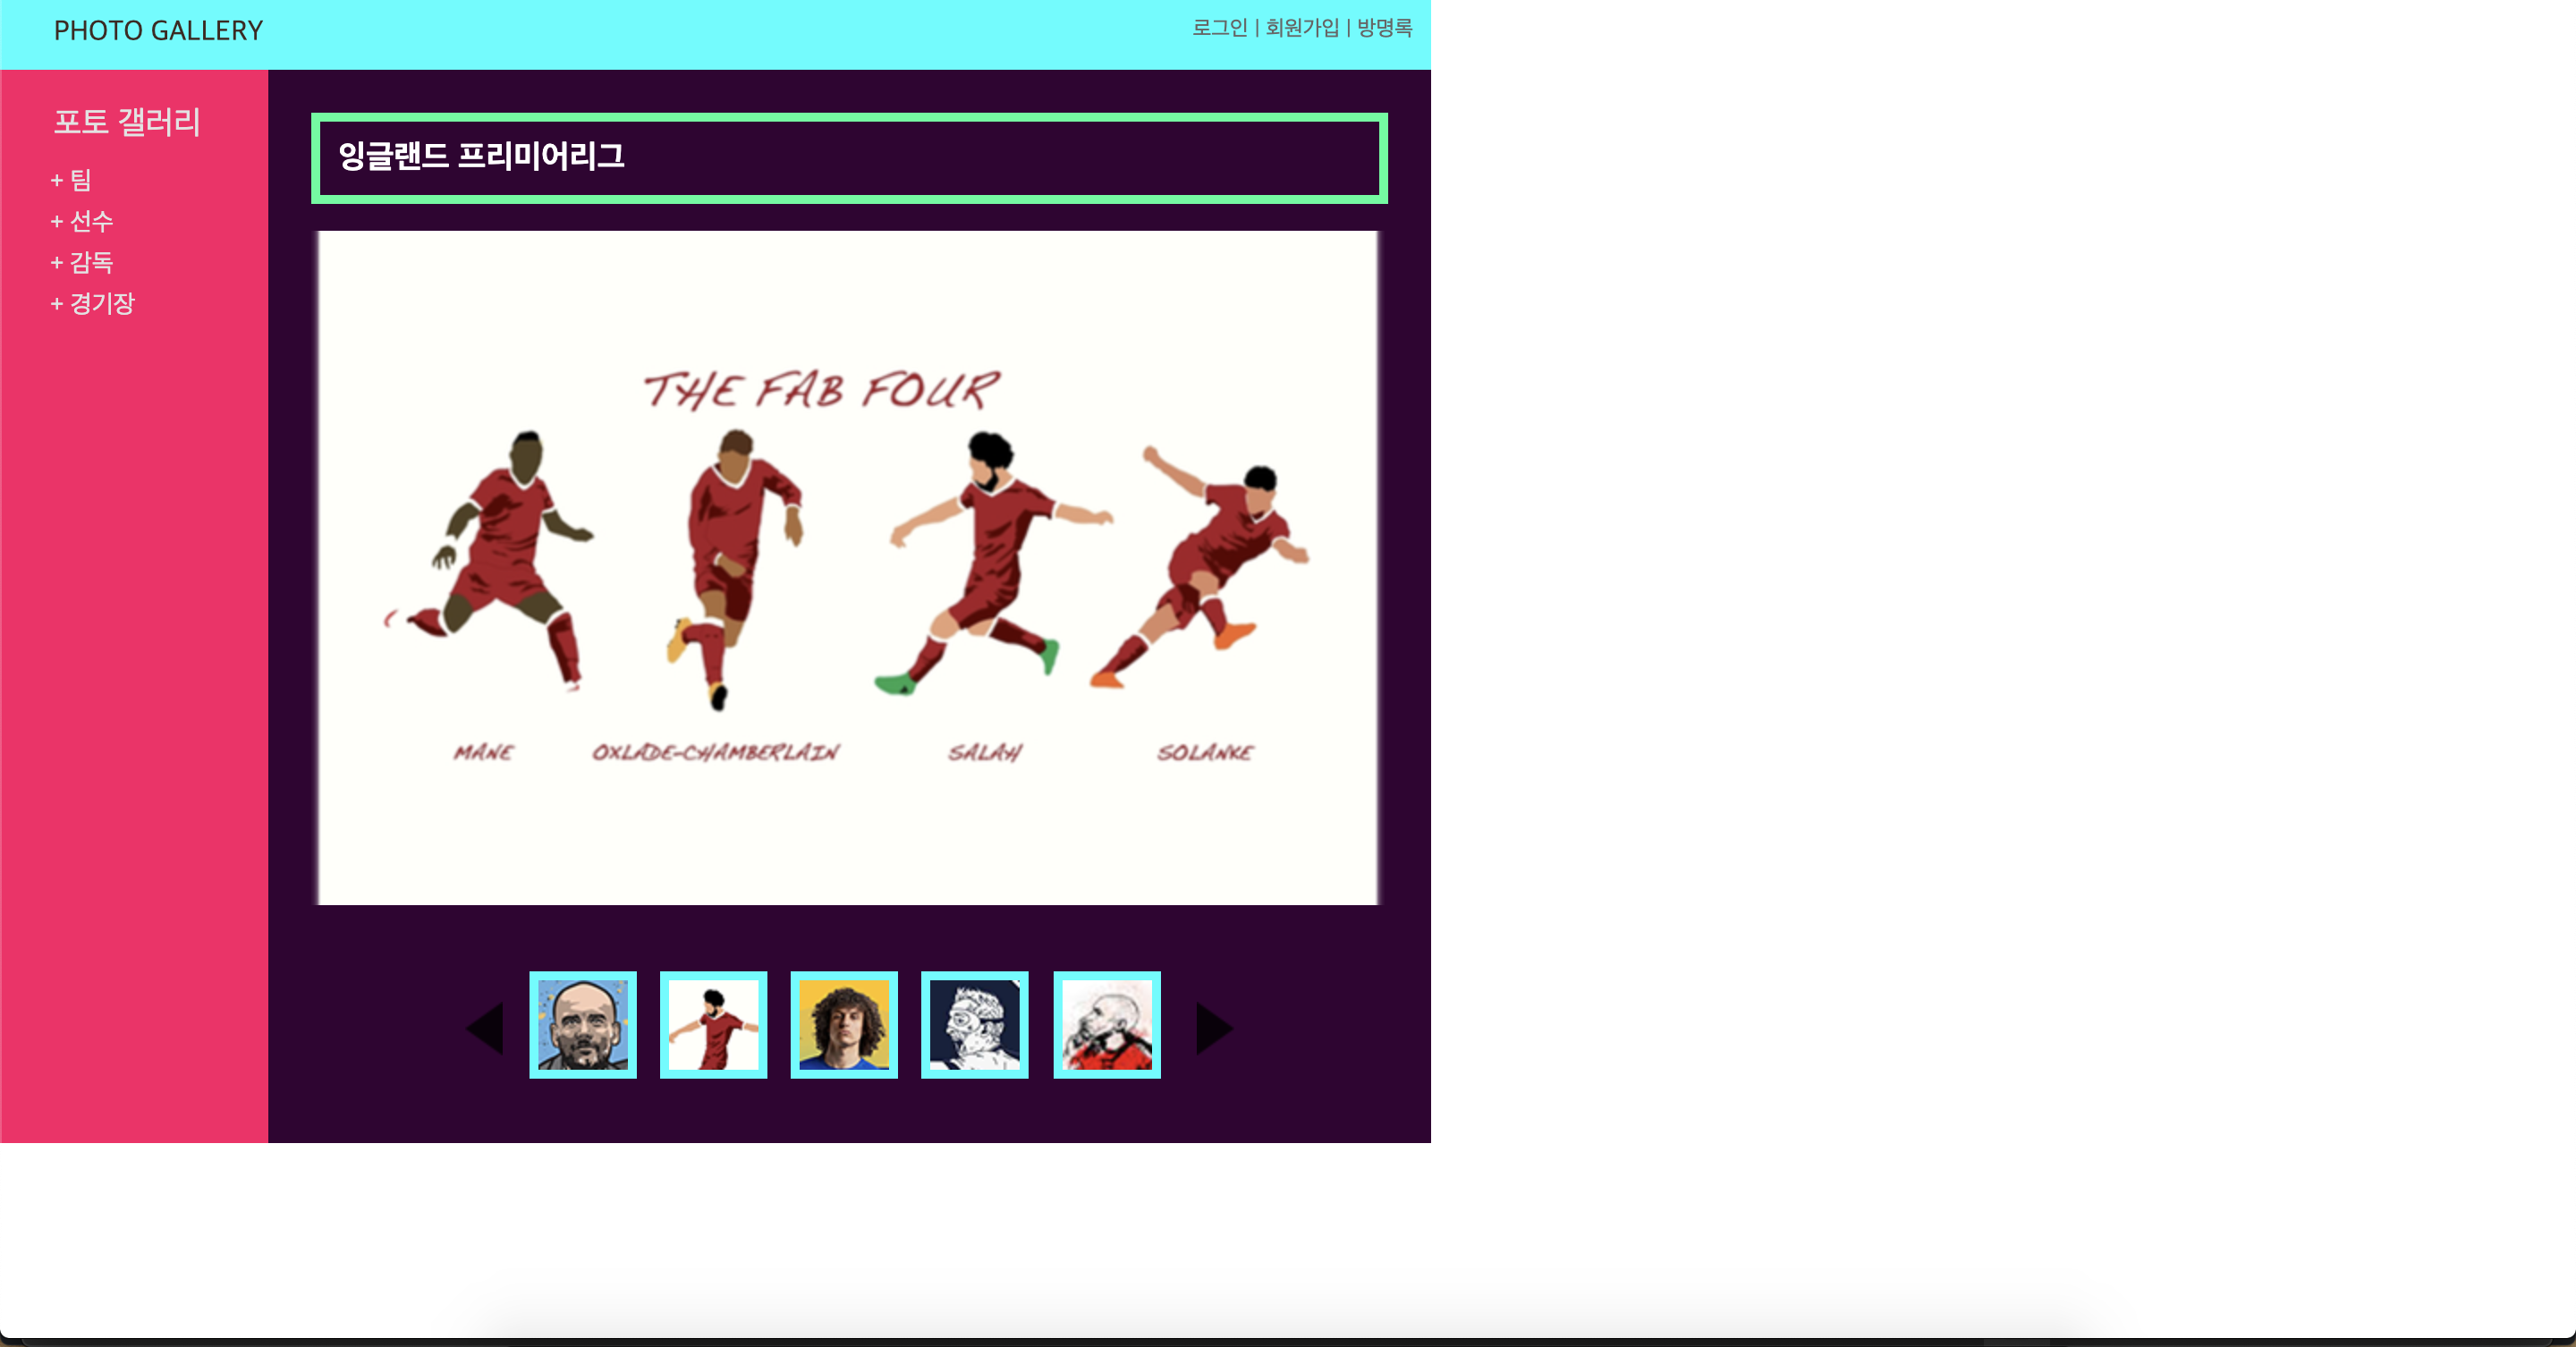 PHOTO GALLERY
로그인 | 회원가입 | 방명록
포토 갤러리
+ 팀
+ 선수
+ 감독
+ 경기장
잉글랜드 프리미어리그
THE FAB FOUR
MANE OXLADE-CHAMBERLAIN SALAH SOLANKE